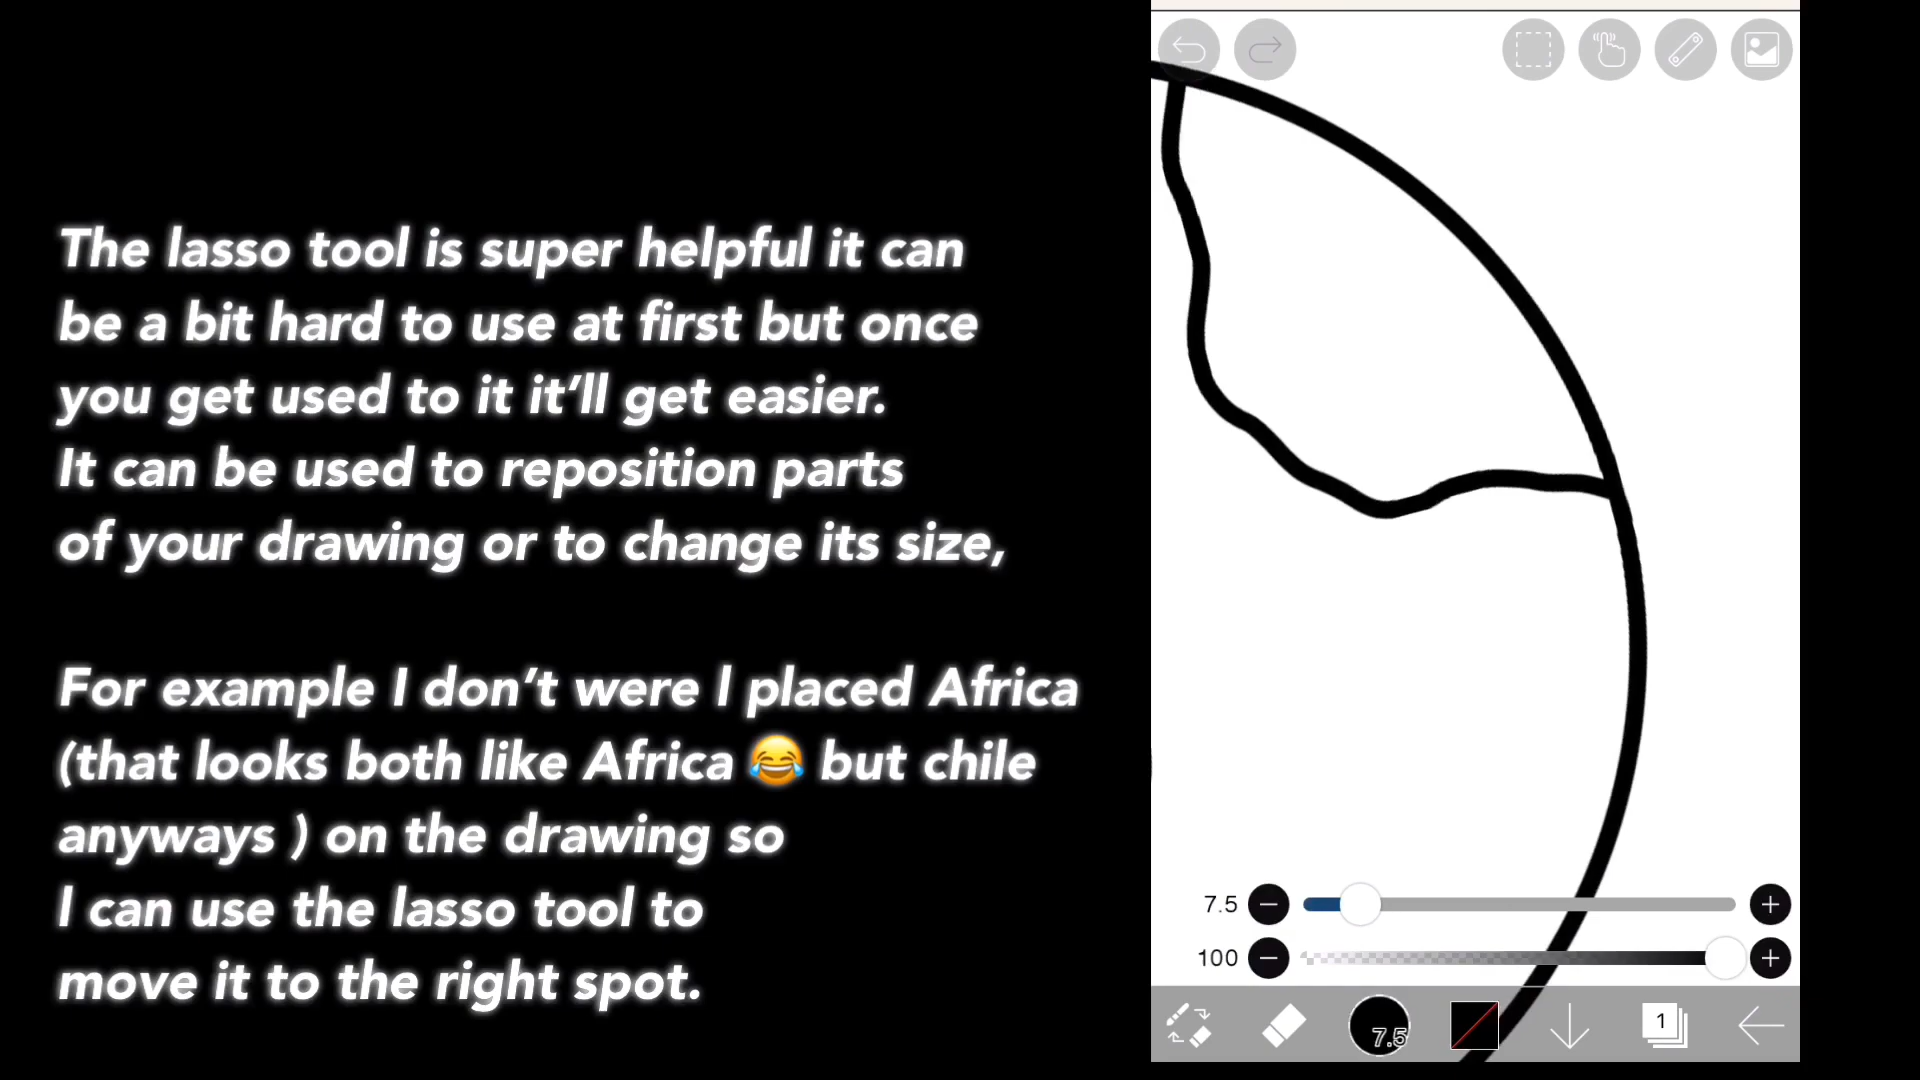 The lasso tool is super helpful it can
be a bit hard to use at first but once
you get used to it it’ll get easier.
It can be used to reposition parts
of your drawing or to change its size,
For example I don’t were I placed Africa
(that looks both like Africa 😂 but chile
anyways ) on the drawing so
I can use the lasso tool to
move it to the right spot.
7.5
100
7.5
1